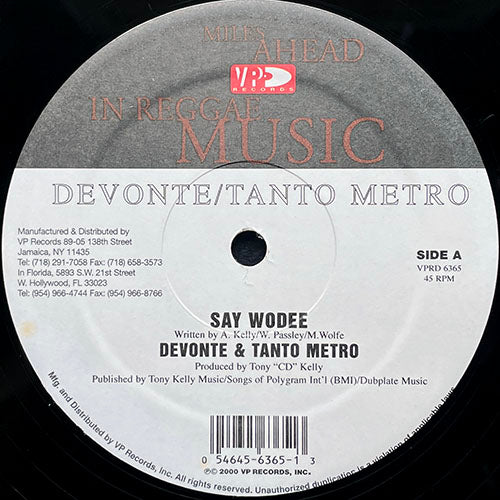 MILES
AHEAD
VP
RECORDS
IN REGGAE
MUSIC
DEVONTE/TANTO METRO
Manufactured & Distributed by
VP Records 89-05 138th Street
Jamaica, NY 11435
Tel: (718) 291-7058 Fax: (718) 658-3573
In Florida, 5893 S.W. 21st Street
W. Hollywood, FL 33023
Tel: (954) 966-4744 Fax: (954) 966-8766
SIDE A
VPRD 6365
45 RPM
SAY WODEE
Written by A. Kelly/W. Passley/M.Wolfe
DEVONTE & TANTO METRO
Produced by Tony "CD" Kelly
Published by Tony Kelly Music/Songs of Polygram Int'l (BMI)/Dubplate Music
0 54645-6365-1 3
℗© 2000 VP RECORDS, INC.
Mfg. and Distributed by VP Records, Inc. All rights reserved. Unauthorized duplication is a violation of applicable laws.